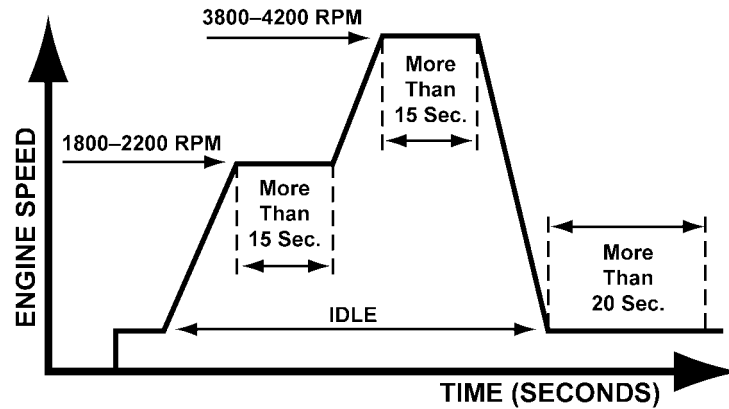 3800–4200 RPM
More
Than
15 Sec.
1800–2200 RPM
More
Than
15 Sec.
More
Than
20 Sec.
IDLE
ENGINE SPEED
TIME (SECONDS)